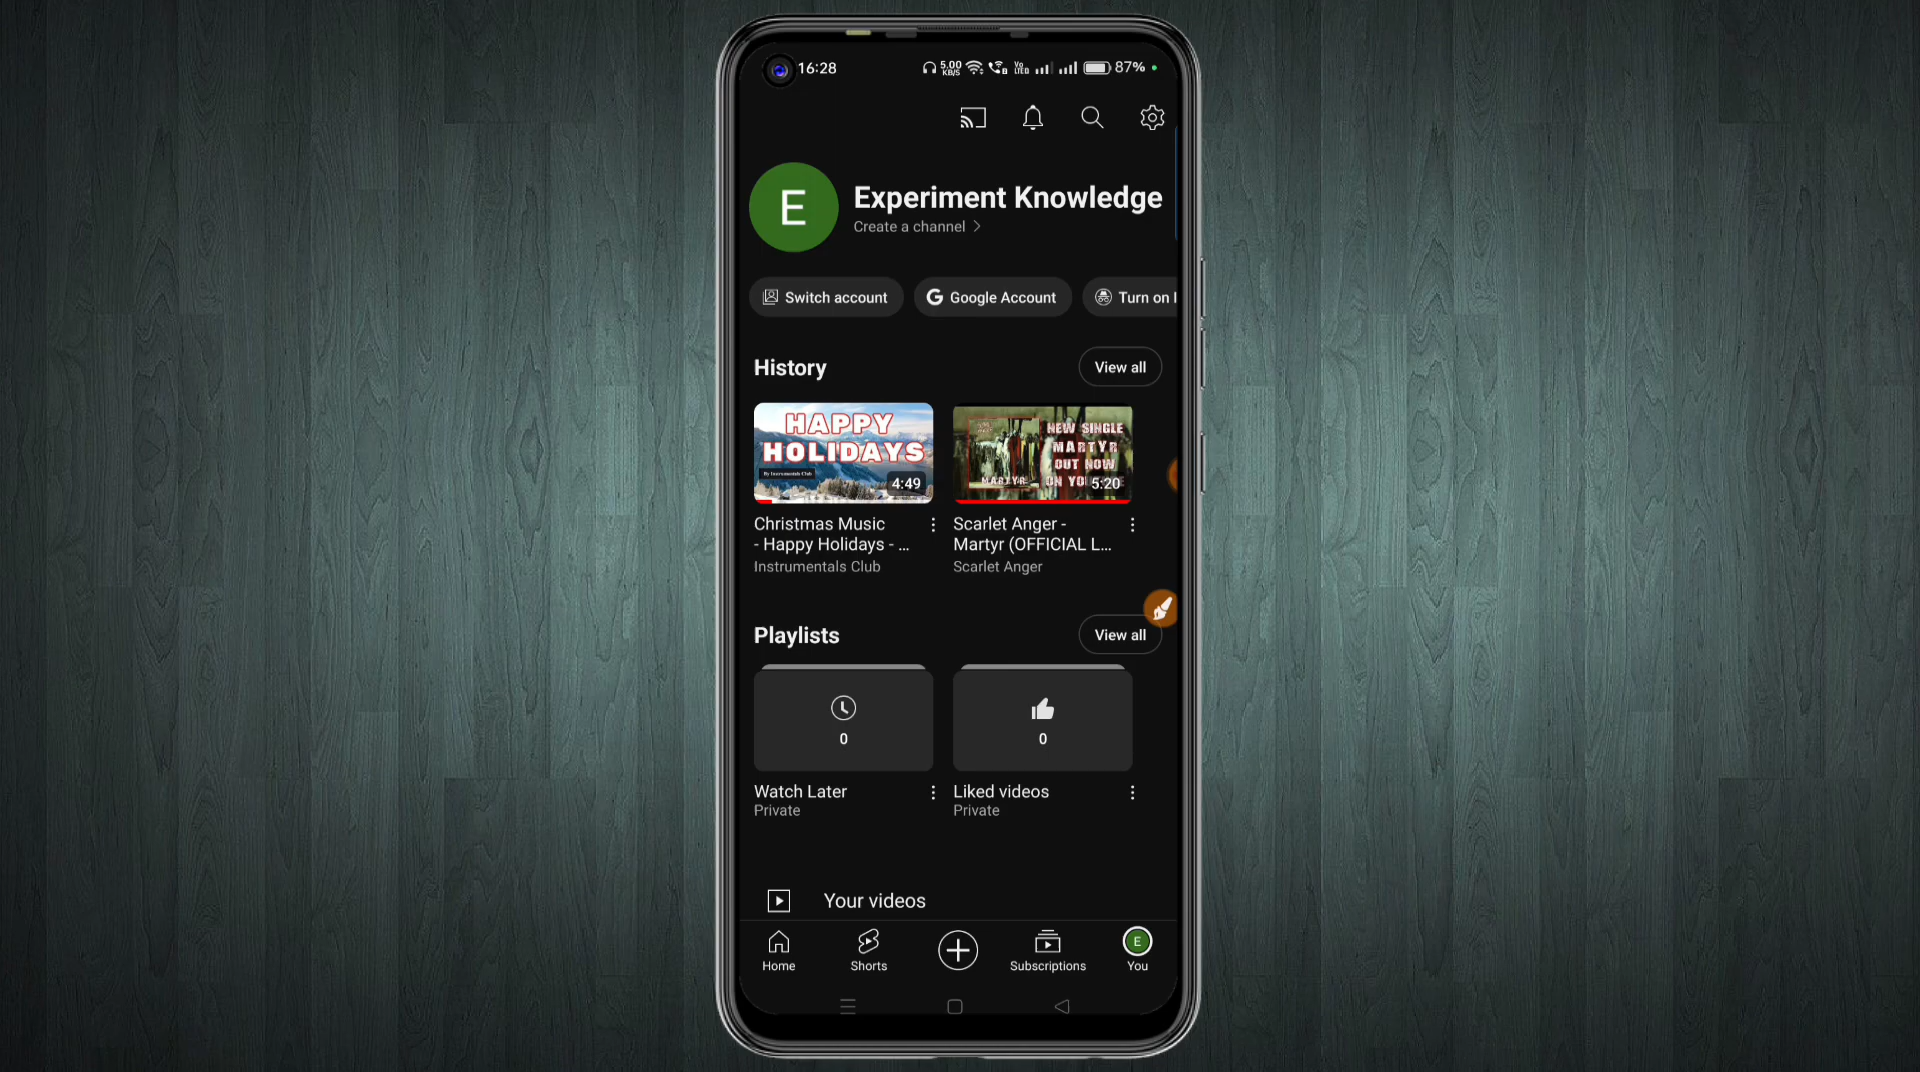 16:28
5.00 KB/S
Vo LTED
87%
E
Experiment Knowledge
Create a channel
Switch account
G Google Account
Turn on I
History
View all
HAPPY
HOLIDAYS
By Instrumentals Club
4:49
NEW SINGLE
MARTYR
OUT NOW
MARTYR
5:20
Christmas Music
- Happy Holidays - ...
Instrumentals Club
Scarlet Anger -
Martyr (OFFICIAL L...
Scarlet Anger
Playlists
View all
0
0
Watch Later
Private
Liked videos
Private
Your videos
Home
Shorts
Subscriptions
E
You